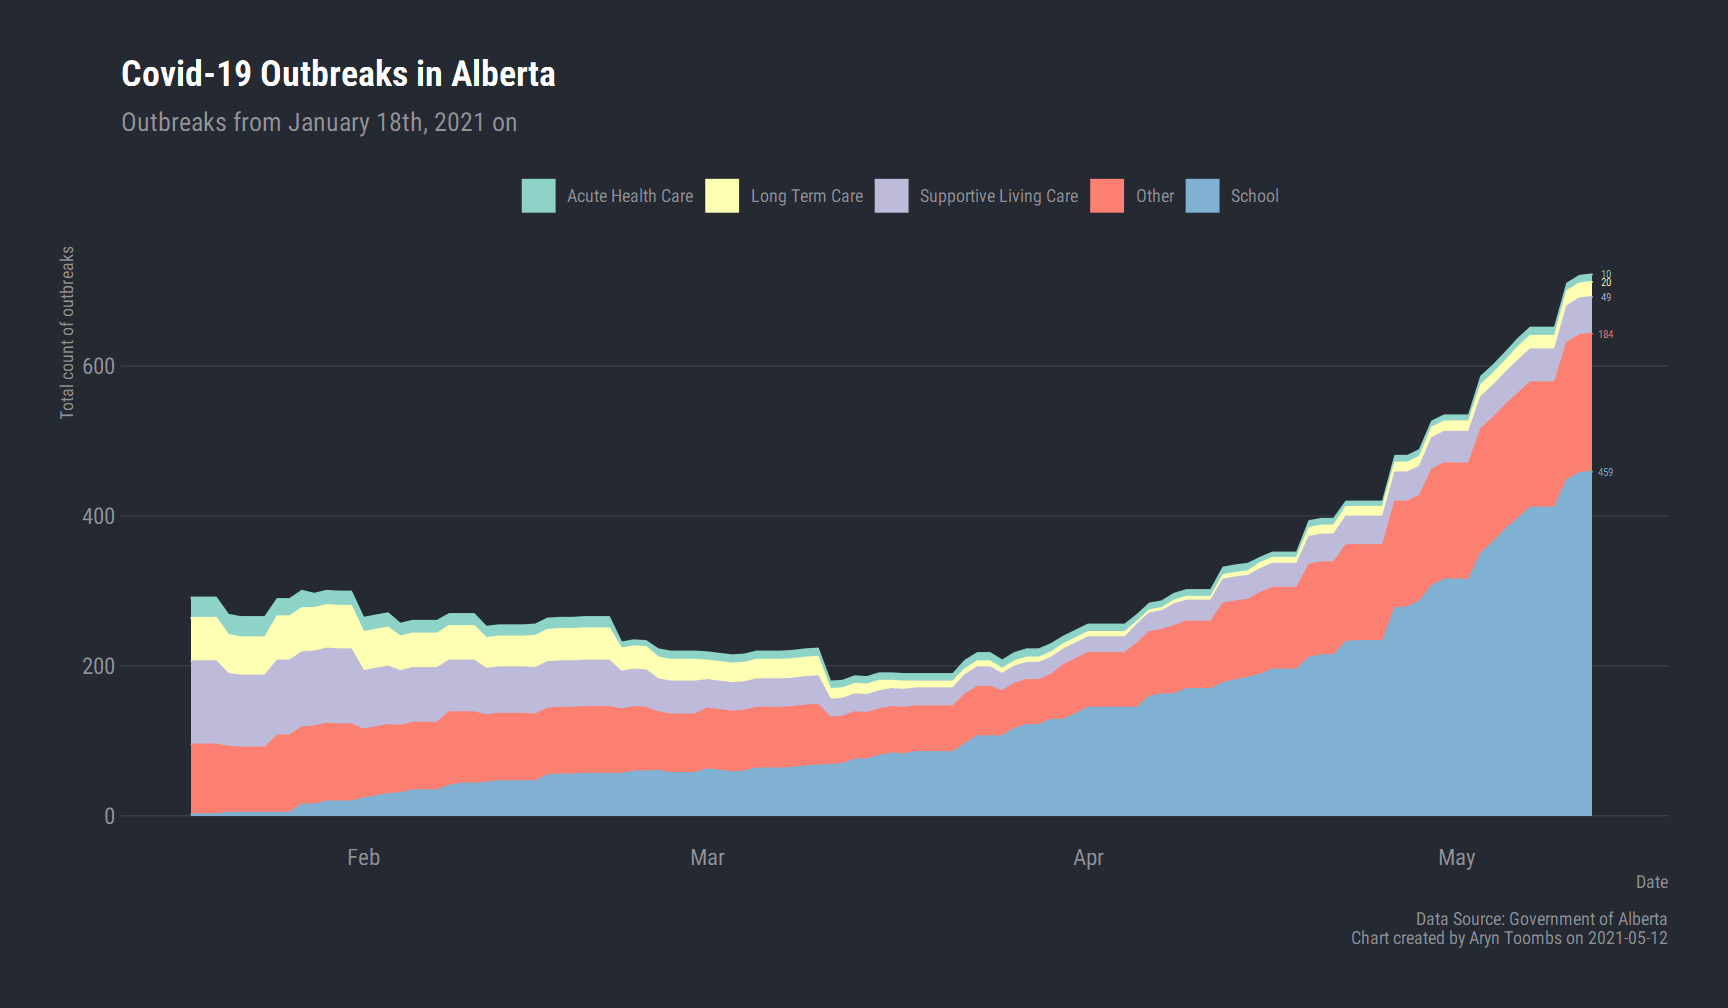 Covid-19 Outbreaks in Alberta
Outbreaks from January 18th, 2021 on
Acute Health Care
Long Term Care
Supportive Living Care
Other
School
Total count of outbreaks
600
400
200
0
10
20
49
184
459
Feb
Mar
Apr
May
Date
Data Source: Government of Alberta
Chart created by Aryn Toombs on 2021-05-12